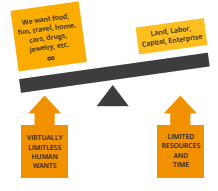 We want food,
fun, travel, home,
cars, drugs,
jewelry, etc.
∞
Land, Labor,
Capital, Enterprise
VIRTUALLY
LIMITLESS
HUMAN
WANTS
LIMITED
RESOURCES
AND
TIME